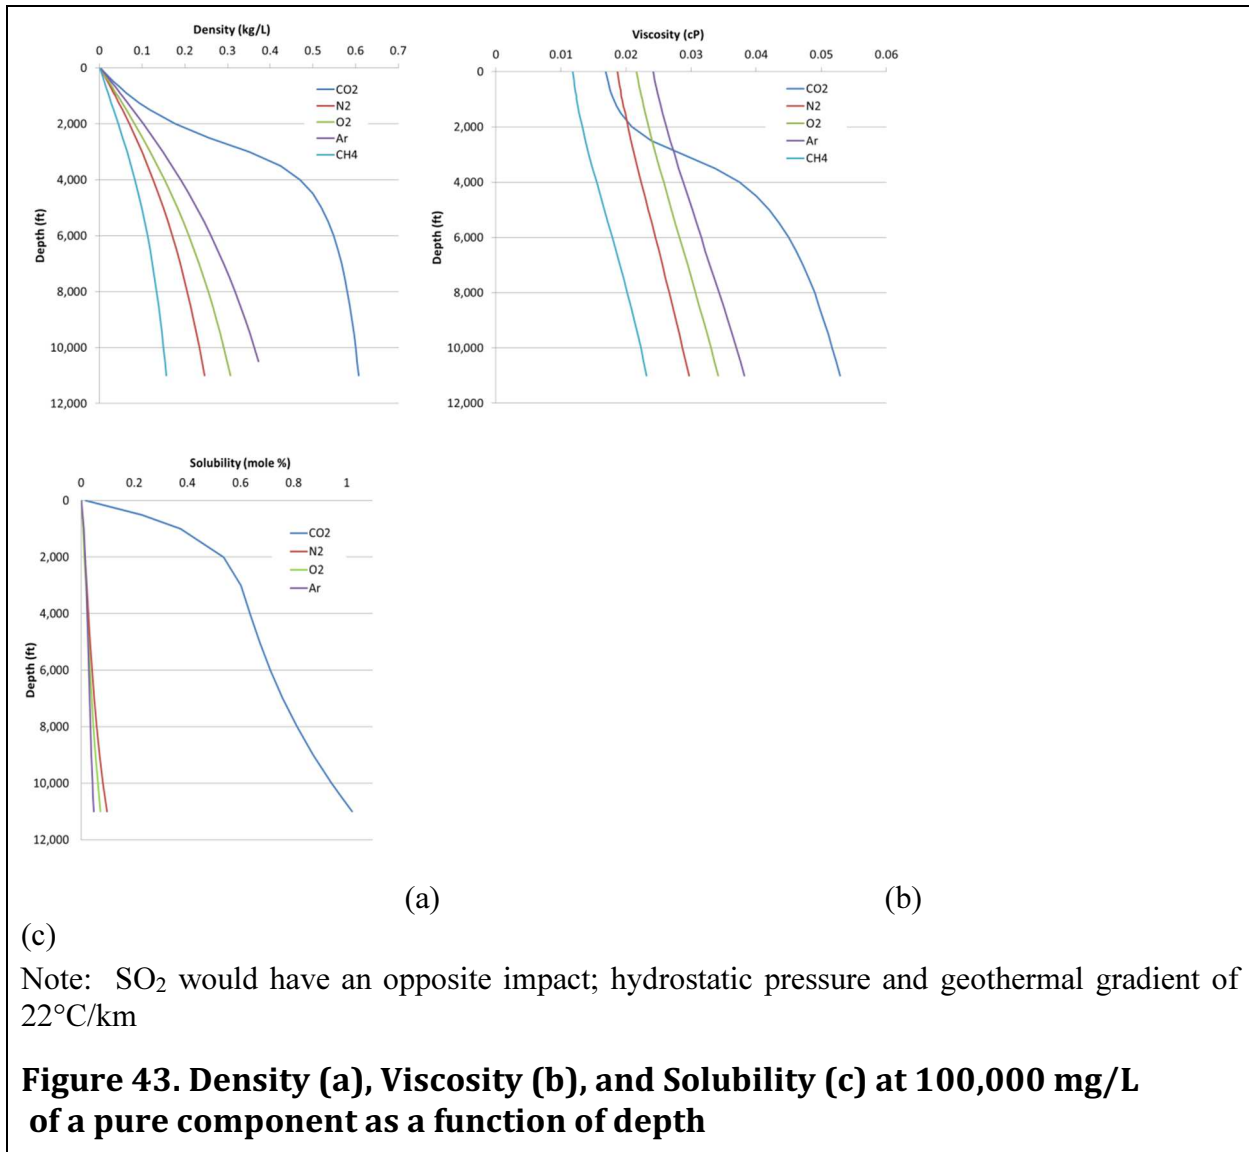 Density (kg/L)
0 0.1 0.2 0.3 0.4 0.5 0.6 0.7
0
2,000
4,000
6,000
8,000
10,000
12,000
Depth (ft)
CO2
N2
O2
Ar
CH4
Viscosity (cP)
0 0.01 0.02 0.03 0.04 0.05 0.06
0
2,000
4,000
6,000
8,000
10,000
12,000
Depth (ft)
CO2
N2
O2
Ar
CH4
Solubility (mole %)
0 0.2 0.4 0.6 0.8 1
0
2,000
4,000
6,000
8,000
10,000
12,000
Depth (ft)
CO2
N2
O2
Ar
(a) (b)
(c)
Note: SO₂ would have an opposite impact; hydrostatic pressure and geothermal gradient of
22°C/km
Figure 43. Density (a), Viscosity (b), and Solubility (c) at 100,000 mg/L
of a pure component as a function of depth